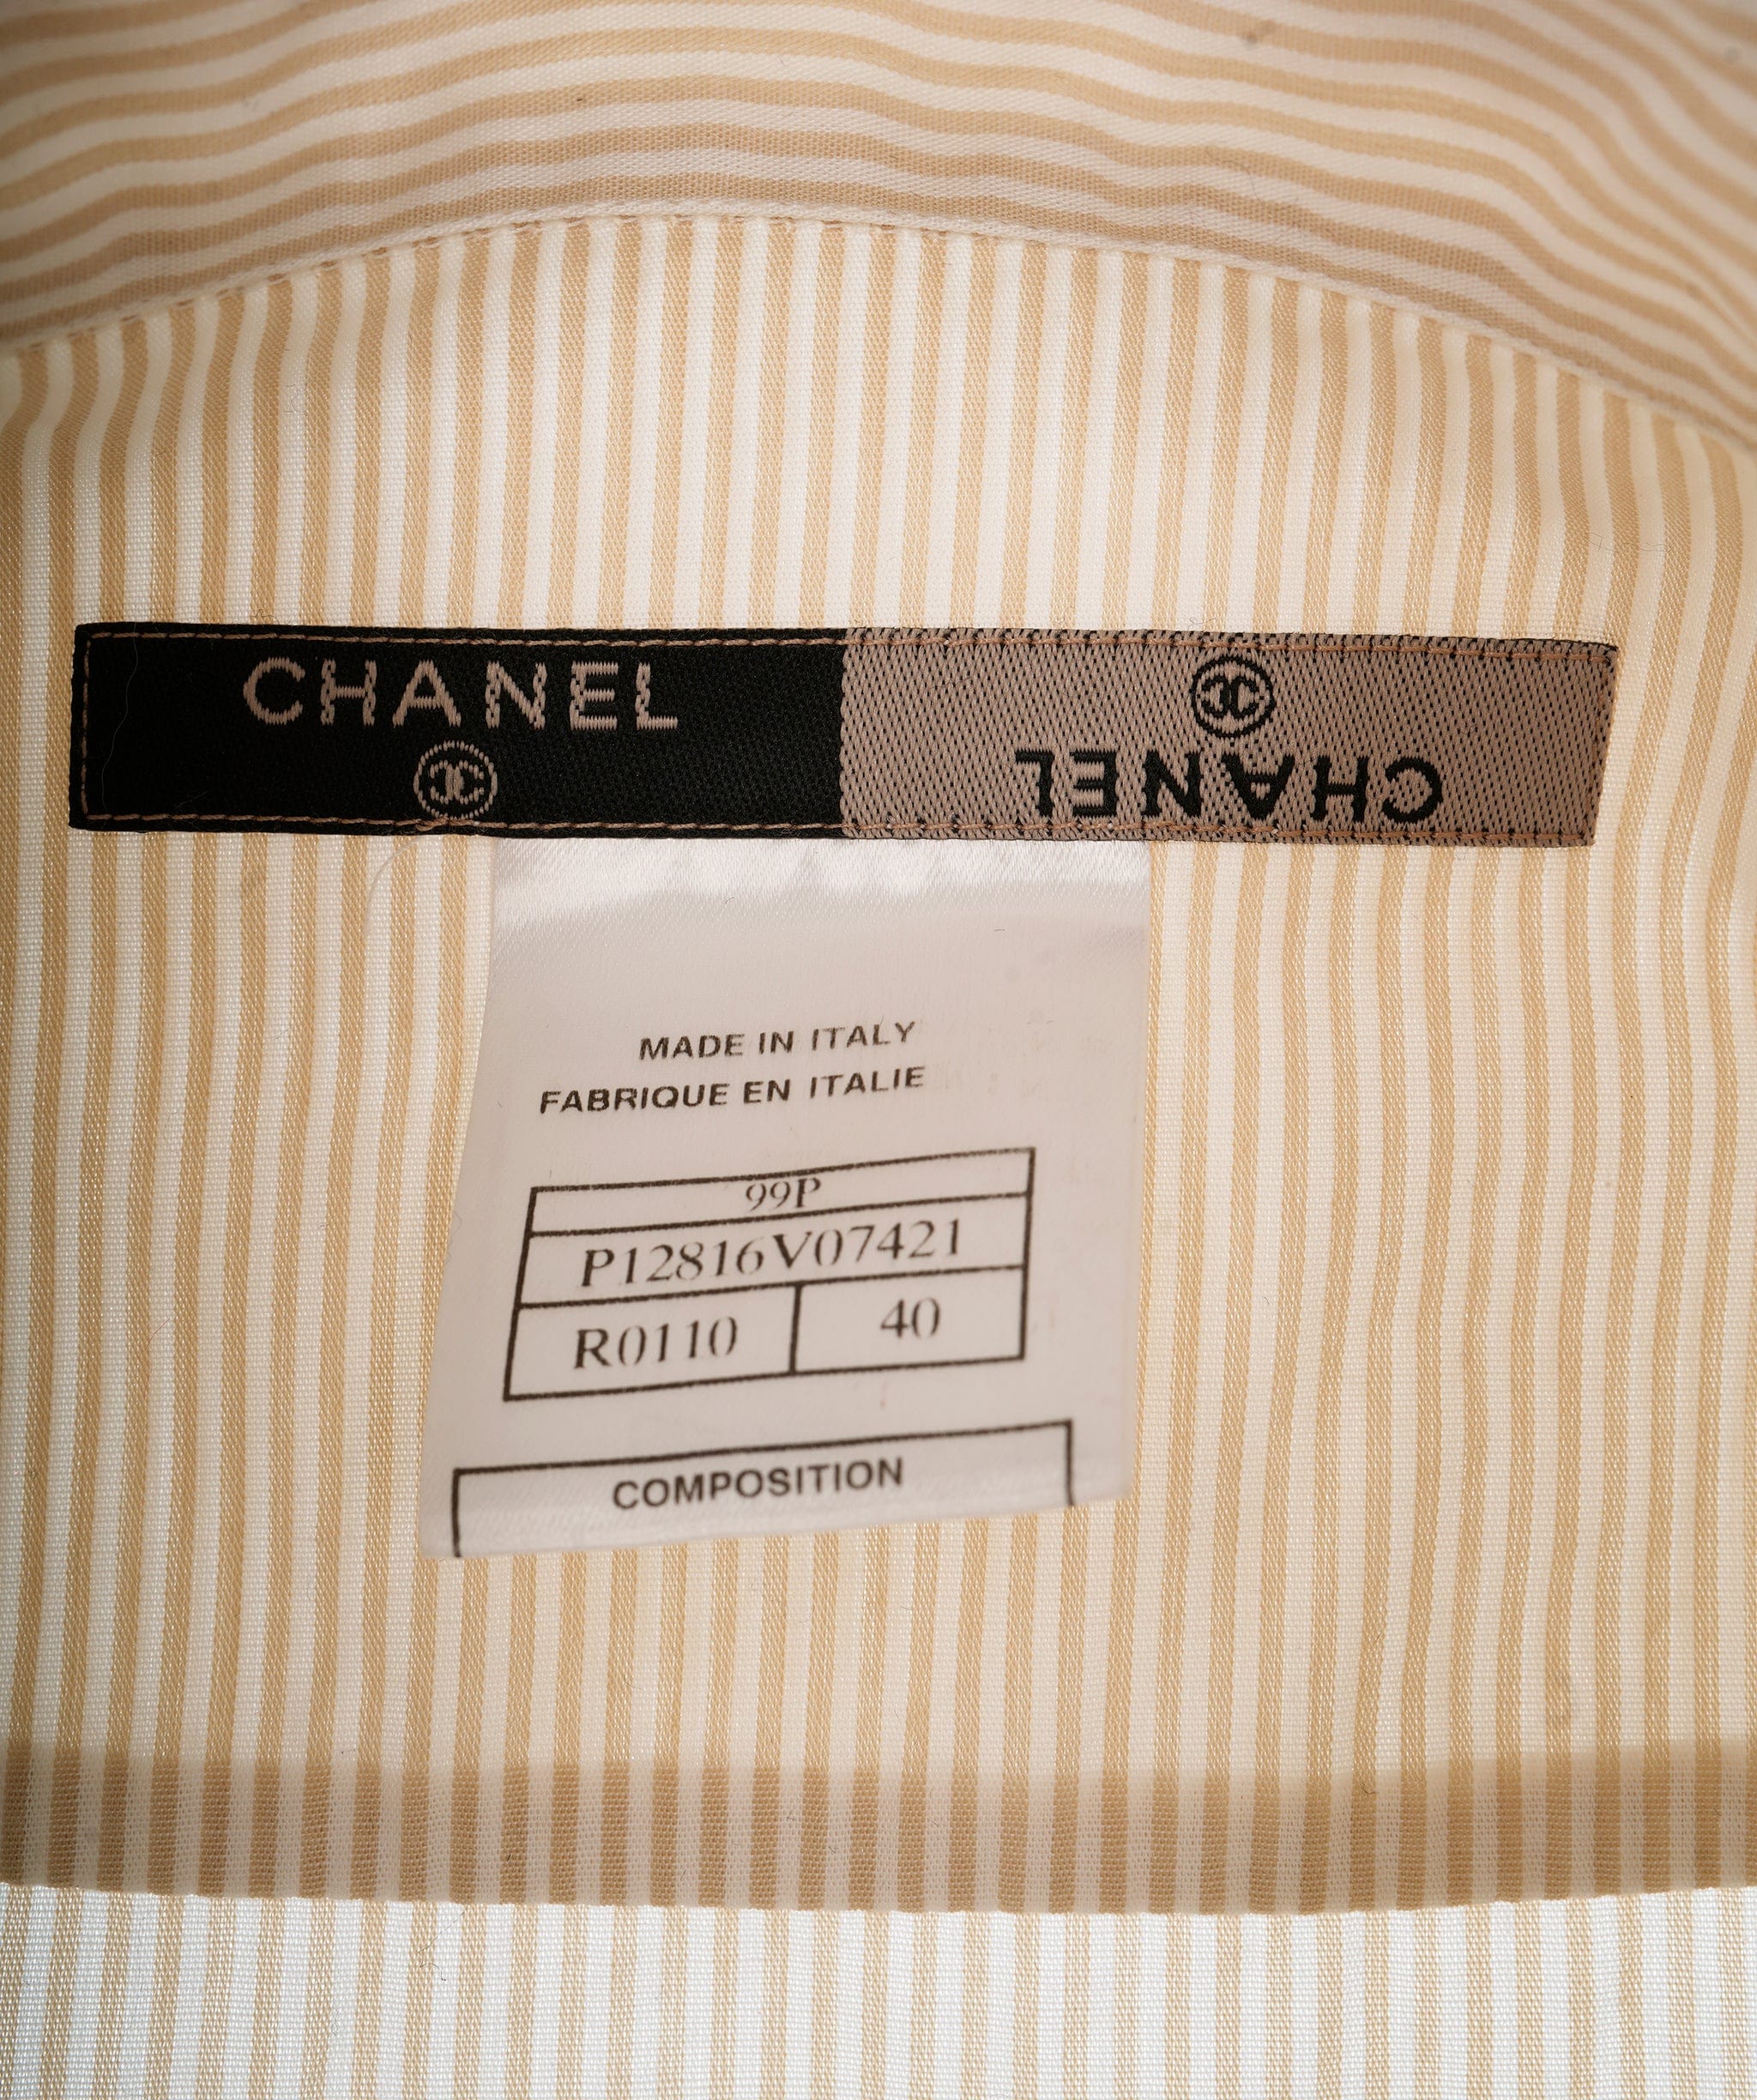 CHANEL
CHANEL
MADE IN ITALY
FABRIQUE EN ITALIE
99P
P12816V07421
R0110 40
COMPOSITION